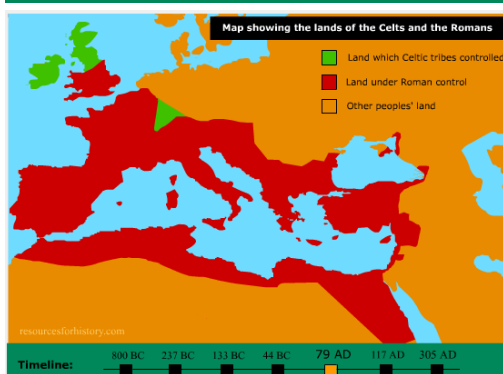 Map showing the lands of the Celts and the Romans
Land which Celtic tribes controlled
Land under Roman control
Other peoples' land
resourcesforhistory.com
Timeline:
800 BC 237 BC 133 BC 44 BC 79 AD 117 AD 305 AD